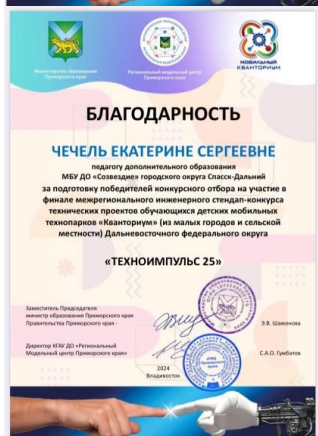 Министерство образования
Приморского края
Региональный модельный центр
Приморского края
МОБИЛЬНЫЙ
КВАНТОРИУМ
БЛАГОДАРНОСТЬ
ЧЕЧЕЛЬ ЕКАТЕРИНЕ СЕРГЕЕВНЕ
педагогу дополнительного образования
МБУ ДО «Созвездие» городского округа Спасск-Дальний
за подготовку победителей конкурсного отбора на участие в
финале межрегионального инженерного стендап-конкурса
технических проектов обучающихся детских мобильных
технопарков «Кванториум» (из малых городов и сельской
местности) Дальневосточного федерального округа
«ТЕХНОИМПУЛЬС 25»
Заместитель Председателя
министр образования Приморского края
Правительства Приморского края -
Э.В. Шамонова
Директор КГАУ ДО «Региональный
Модельный центр Приморского края»
С.А.О. Гумбатов
2024
Владивосток